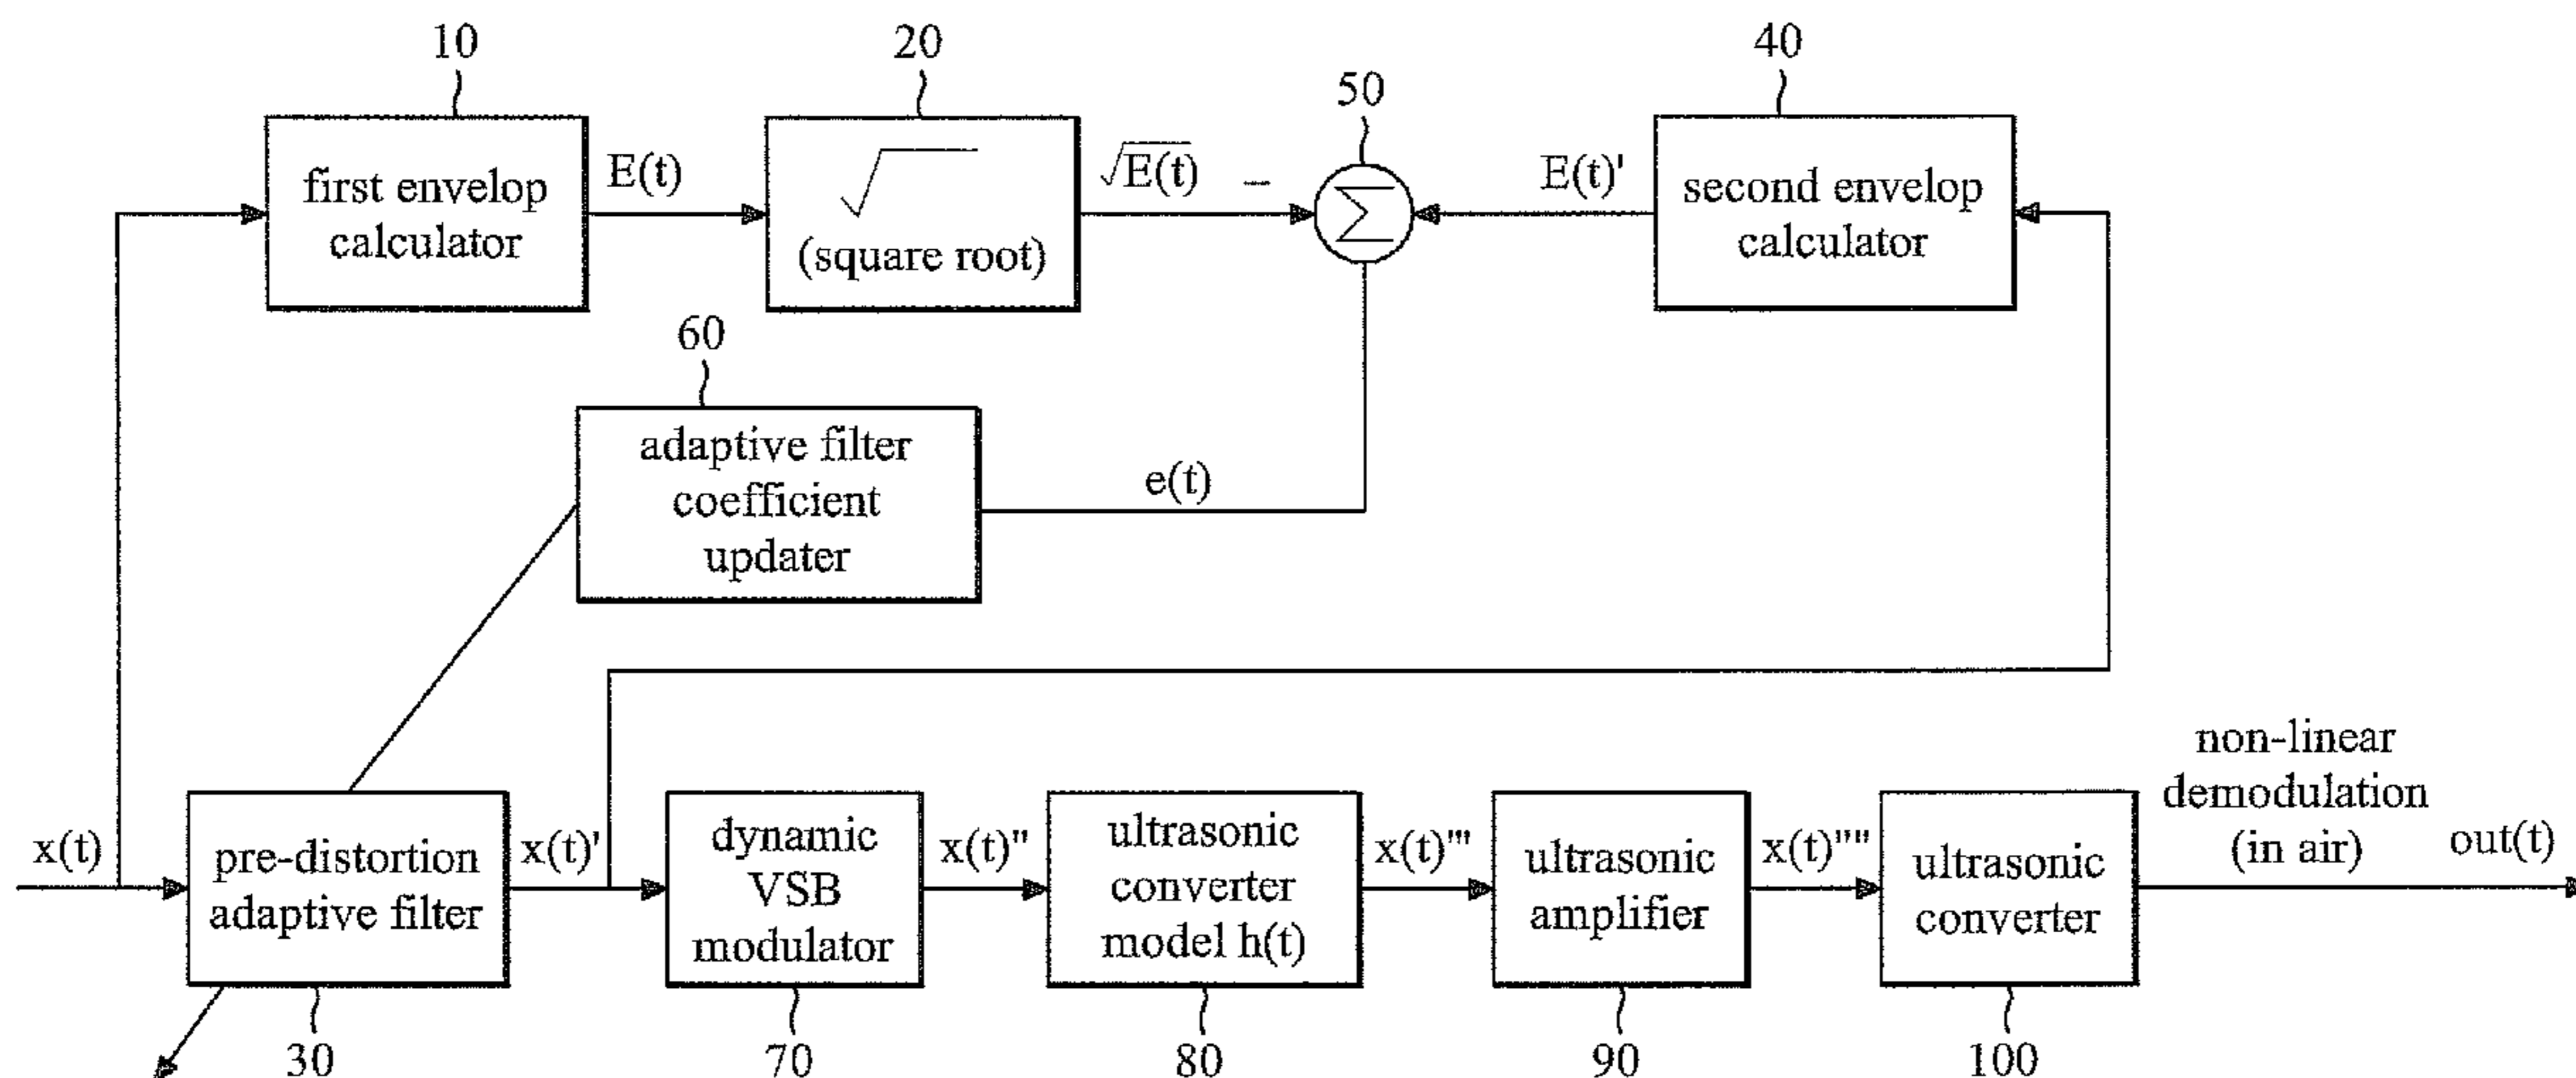 10
20
40
50
first envelop
calculator
E(t)
√
(square root)
√E(t)
−
Σ
E(t)'
second envelop
calculator
60
adaptive filter
coefficient
updater
e(t)
x(t)
pre-distortion
adaptive filter
x(t)'
dynamic
VSB
modulator
x(t)''
ultrasonic
converter
model h(t)
x(t)'''
ultrasonic
amplifier
x(t)''''
ultrasonic
converter
non-linear
demodulation
(in air)
out(t)
30
70
80
90
100